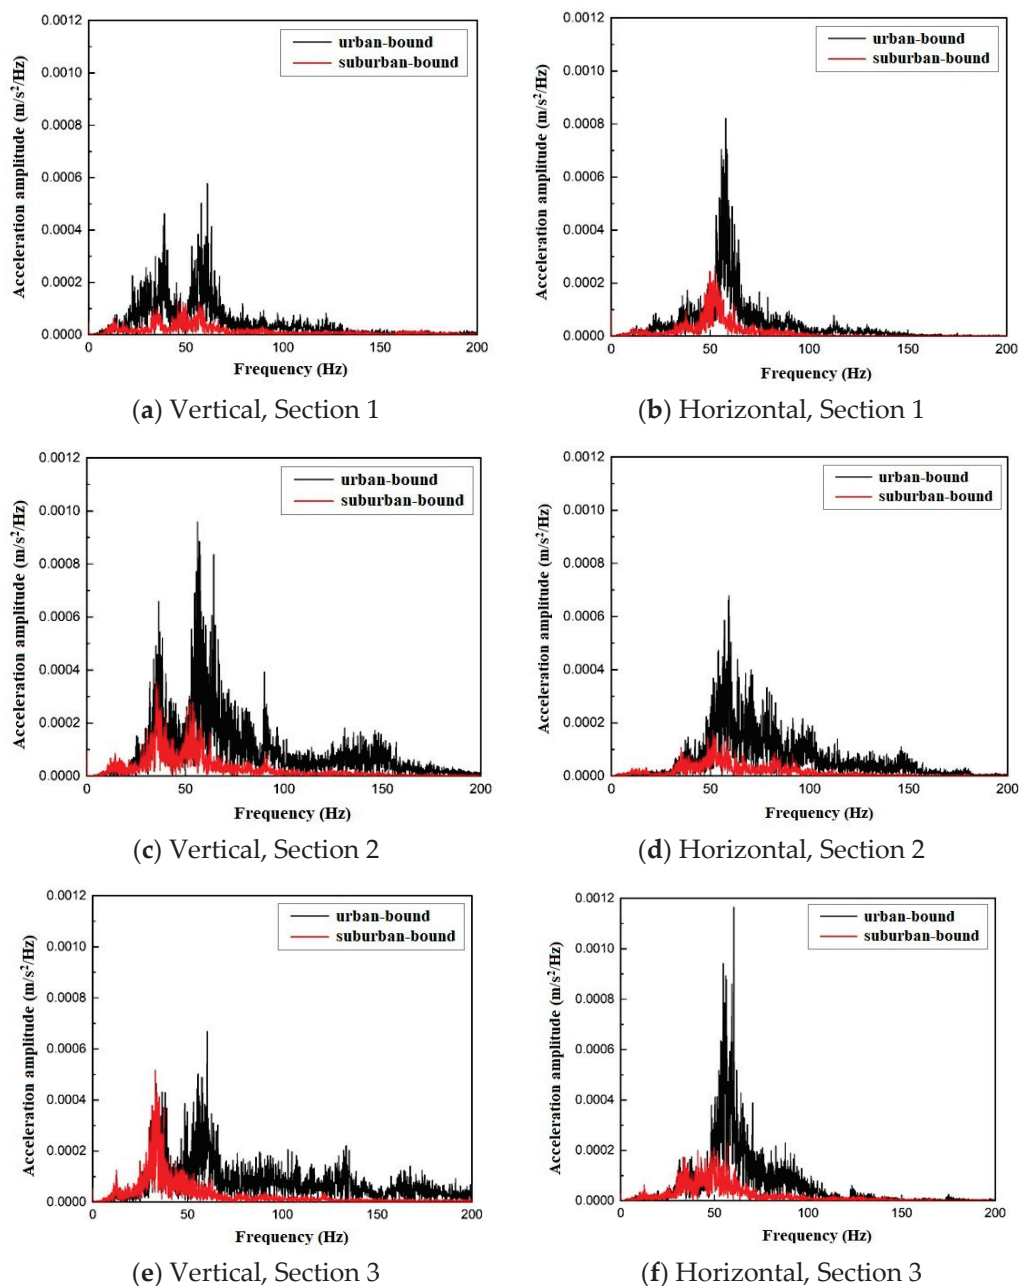 0.0012
0.0010
0.0008
0.0006
0.0004
0.0002
0.0000
Acceleration amplitude (m/s²/Hz)
urban-bound
suburban-bound
0 50 100 150 200
Frequency (Hz)
(a) Vertical, Section 1
0.0012
0.0010
0.0008
0.0006
0.0004
0.0002
0.0000
Acceleration amplitude (m/s²/Hz)
urban-bound
suburban-bound
0 50 100 150 200
Frequency (Hz)
(b) Horizontal, Section 1
0.0012
0.0010
0.0008
0.0006
0.0004
0.0002
0.0000
Acceleration amplitude (m/s²/Hz)
urban-bound
suburban-bound
0 50 100 150 200
Frequency (Hz)
(c) Vertical, Section 2
0.0012
0.0010
0.0008
0.0006
0.0004
0.0002
0.0000
Acceleration amplitude (m/s²/Hz)
urban-bound
suburban-bound
0 50 100 150 200
Frequency (Hz)
(d) Horizontal, Section 2
0.0012
0.0010
0.0008
0.0006
0.0004
0.0002
0.0000
Acceleration amplitude (m/s²/Hz)
urban-bound
suburban-bound
0 50 100 150 200
Frequency (Hz)
(e) Vertical, Section 3
0.0012
0.0010
0.0008
0.0006
0.0004
0.0002
0.0000
Acceleration amplitude (m/s²/Hz)
urban-bound
suburban-bound
0 50 100 150 200
Frequency (Hz)
(f) Horizontal, Section 3